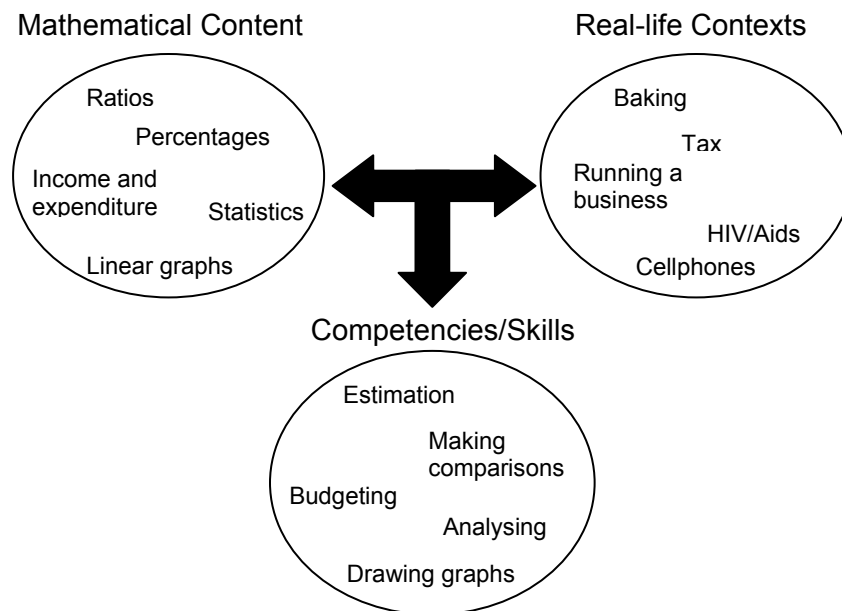 Mathematical Content
Ratios
Percentages
Income and
expenditure
Statistics
Linear graphs
Real-life Contexts
Baking
Tax
Running a
business
HIV/Aids
Cellphones
Competencies/Skills
Estimation
Making
comparisons
Budgeting
Analysing
Drawing graphs